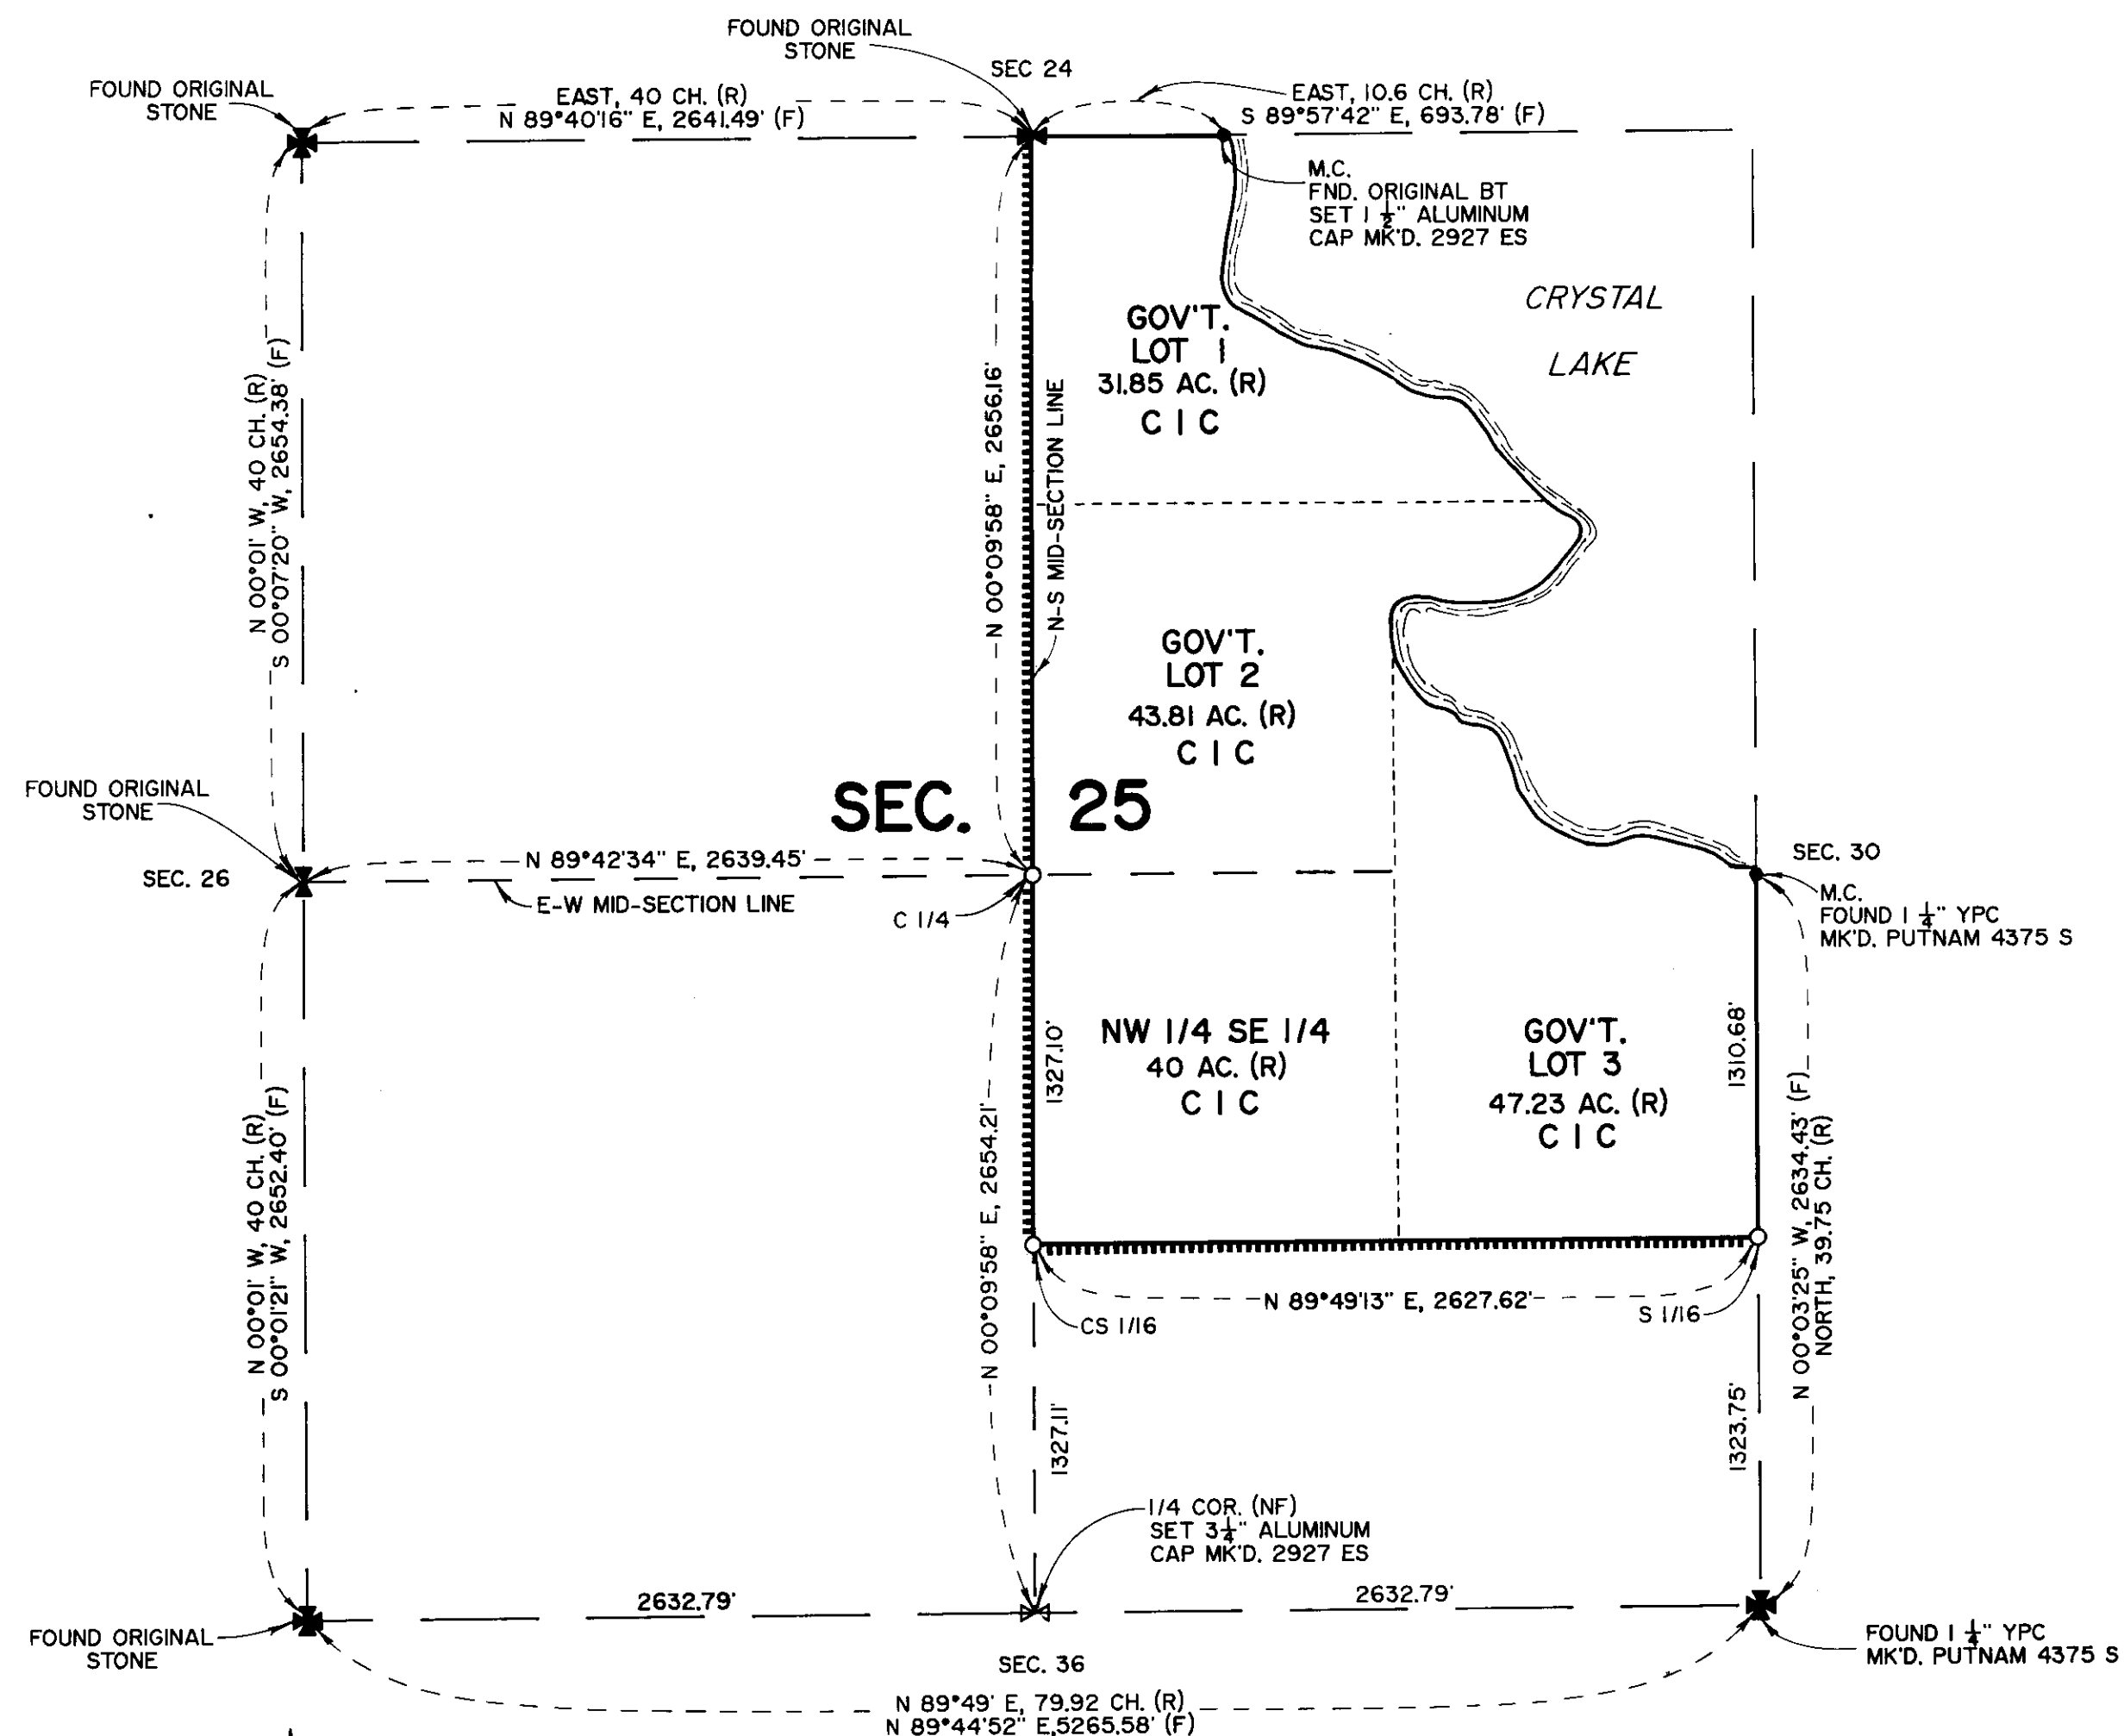 FOUND ORIGINAL
STONE
SEC 24
FOUND ORIGINAL
STONE
EAST, 40 CH. (R)
N 89°40'16" E, 2641.49' (F)
EAST, 10.6 CH. (R)
S 89°57'42" E, 693.78' (F)
M.C.
FND. ORIGINAL BT
SET 1 1/2" ALUMINUM
CAP MK'D. 2927 ES
CRYSTAL
LAKE
GOV'T.
LOT 1
31.85 AC. (R)
C I C
N 00°01' W, 40 CH. (R)
S 00°07'20" W, 2654.38' (F)
N 00°09'58" E, 2656.16'
N-S MID-SECTION LINE
GOV'T.
LOT 2
43.81 AC. (R)
C I C
SEC. 25
FOUND ORIGINAL
STONE
SEC. 26
N 89°42'34" E, 2639.45'
E-W MID-SECTION LINE
C 1/4
SEC. 30
M.C.
FOUND 1 1/4" YPC
MK'D. PUTNAM 4375 S
NW 1/4 SE 1/4
40 AC. (R)
C I C
GOV'T.
LOT 3
47.23 AC. (R)
C I C
1327.10'
1310.68'
N 00°01' W, 40 CH. (R)
S 00°01'21" W, 2652.40' (F)
N 00°09'58" E, 2654.21'
N 00°03'25" W, 2634.43' (F)
NORTH, 39.75 CH. (R)
N 89°49'13" E, 2627.62'
CS 1/16
S 1/16
1327.11'
1323.75'
1/4 COR. (NF)
SET 3 1/4" ALUMINUM
CAP MK'D. 2927 ES
2632.79'
2632.79'
FOUND ORIGINAL
STONE
SEC. 36
FOUND 1 1/4" YPC
MK'D. PUTNAM 4375 S
N 89°49' E, 79.92 CH. (R)
N 89°44'52" E,5265.58' (F)